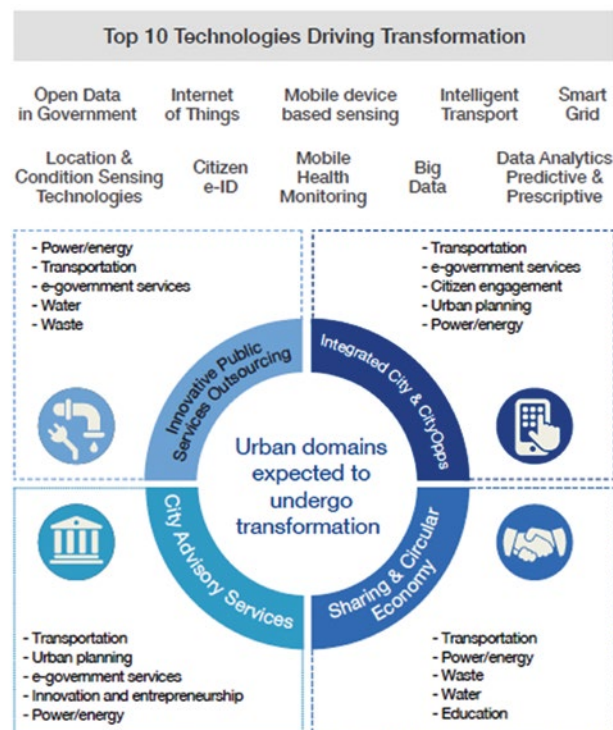 Top 10 Technologies Driving Transformation
Open Data
in Government
Internet
of Things
Mobile device
based sensing
Intelligent
Transport
Smart
Grid
Location &
Condition Sensing
Technologies
Citizen
e-ID
Mobile
Health
Monitoring
Big
Data
Data Analytics
Predictive &
Prescriptive
- Power/energy
- Transportation
- e-government services
- Water
- Waste
- Transportation
- e-government services
- Citizen engagement
- Urban planning
- Power/energy
Innovative Public
Services Outsourcing
Integrated City & CityOpps
Urban domains
expected to
undergo
transformation
City Advisory Services
Sharing & Circular
Economy
- Transportation
- Urban planning
- e-government services
- Innovation and entrepreneurship
- Power/energy
- Transportation
- Power/energy
- Waste
- Water
- Education